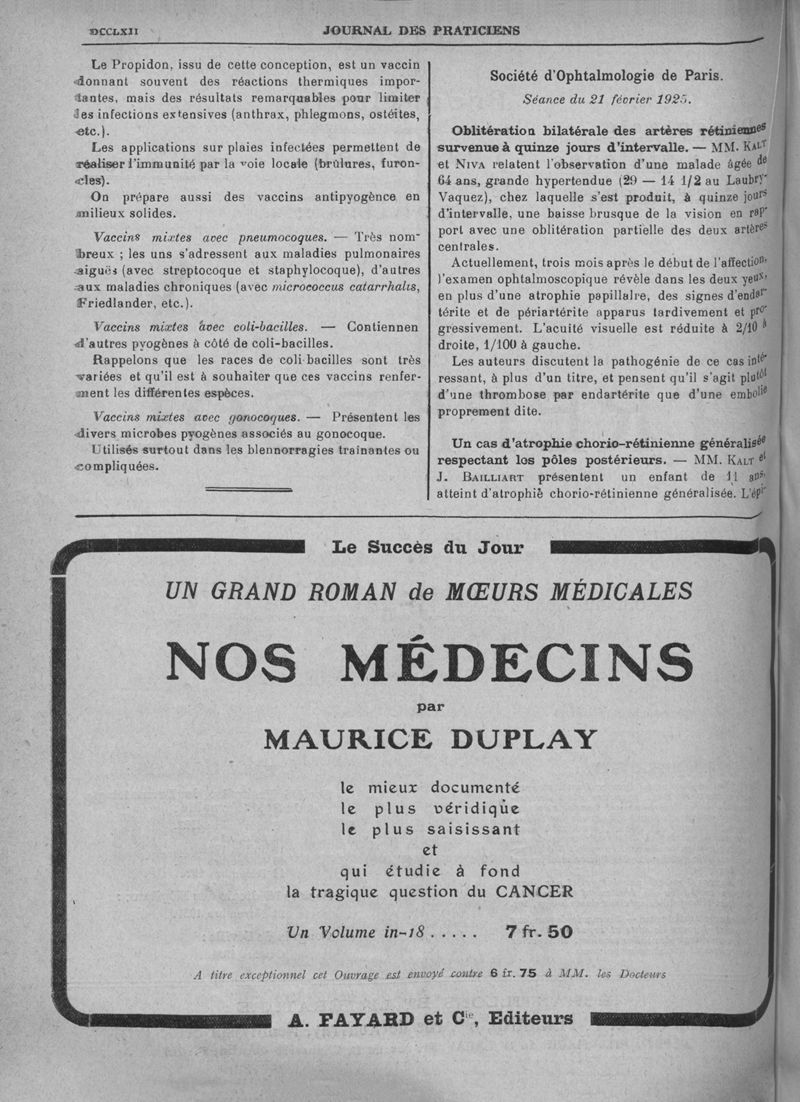 DCCLXII
JOURNAL DES PRATICIENS
Le Propidon, issu de cette conception, est un vaccin
donnant souvent des réactions thermiques impor-
tantes, mais des résultats remarquables pour limiter
les infections extensives (anthrax, phlegmons, ostéites,
etc.).
Les applications sur plaies infectées permettent de
réaliser l'immunité par la voie locale (brûlures, furon-
cles).
On prépare aussi des vaccins antipyogène en
milieux solides.
Vaccins mixtes avec pneumocoques. — Très nom-
breux ; les uns s'adressent aux maladies pulmonaires
aiguës (avec streptocoque et staphylocoque), d'autres
aux maladies chroniques (avec micrococcus catarrhalis,
Friedlander, etc.).
Vaccins mixtes avec coli-bacilles. — Contiennen
d'autres pyogènes à côté de coli-bacilles.
Rappelons que les races de coli bacilles sont très
variées et qu'il est à souhaiter que ces vaccins renfer-
ment les différentes espèces.
Vaccins mixtes avec gonocoques. — Présentent les
divers microbes pyogènes associés au gonocoque.
Utilisés surtout dans les blennorragies traînantes ou
compliquées.
Société d'Ophtalmologie de Paris.
Séance du 21 février 1925.
Oblitération bilatérale des artères rétiniennes
survenue à quinze jours d'intervalle. — MM. KALT
et NIVA relatent l'observation d'une malade âgée de
64 ans, grande hypertendue (29 — 14 1/2 au Laubry-
Vaquez), chez laquelle s'est produit, à quinze jours
d'intervalle, une baisse brusque de la vision en rap-
port avec une oblitération partielle des deux artères
centrales.
Actuellement, trois mois après le début de l'affection,
l'examen ophtalmoscopique révèle dans les deux yeux,
en plus d'une atrophie papillaire, des signes d'endar-
térite et de périartérite apparus tardivement et pro-
gressivement. L'acuité visuelle est réduite à 2/10 à
droite, 1/100 à gauche.
Les auteurs discutent la pathogénie de ce cas inté-
ressant, à plus d'un titre, et pensent qu'il s'agit plutôt
d'une thrombose par endartérite que d'une embolie
proprement dite.
Un cas d'atrophie chorio-rétinienne généralisée
respectant les pôles postérieurs. — MM. KALT et
J. BAILLIART présentent un enfant de 11 ans,
atteint d'atrophie chorio-rétinienne généralisée. L'épi-
Le Succès du Jour
UN GRAND ROMAN de MŒURS MÉDICALES
NOS MÉDECINS
par
MAURICE DUPLAY
le mieux documenté
le plus véridique
le plus saisissant
et
qui étudie à fond
la tragique question du CANCER
Un Volume in-18 . . . . . 7 fr. 50
A titre exceptionnel cet Ouvrage est envoyé contre 6 fr. 75 à MM. les Docteurs
A. FAYARD et Cie, Editeurs